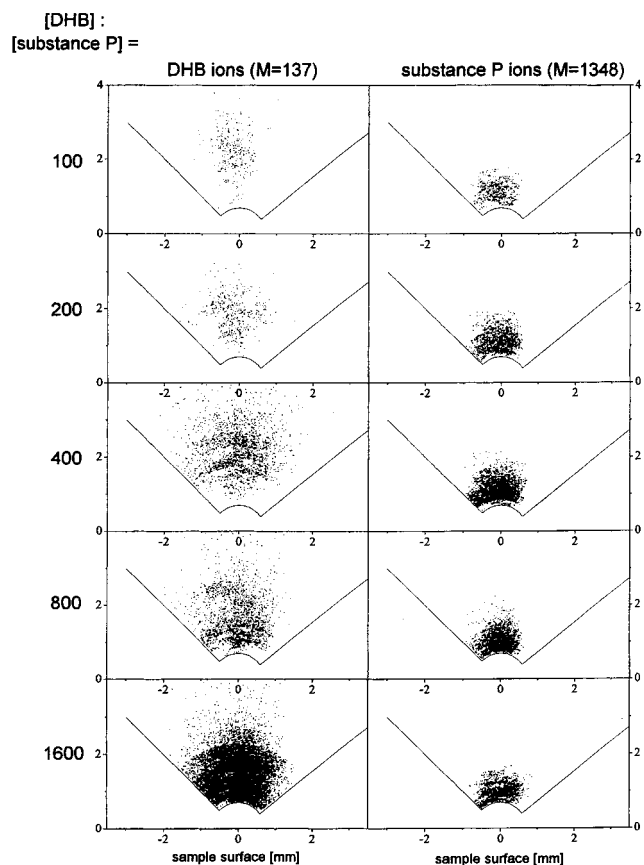 [DHB] :
[substance P] =
DHB ions (M=137) substance P ions (M=1348)
4 4
100 2 2
0 0
-2 0 2 -2 0 2
200 2 2
0 0
-2 0 2 -2 0 2
400 2 2
0 0
-2 0 2 -2 0 2
800 2 2
0 0
-2 0 2 -2 0 2
1600 2 2
0 0
-2 0 2 -2 0 2
sample surface [mm] sample surface [mm]